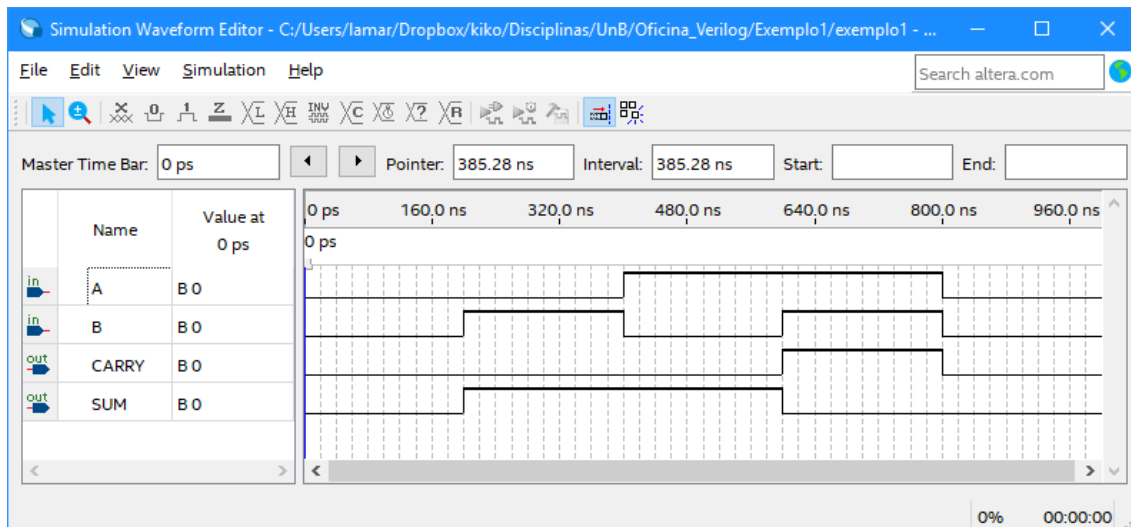 Simulation Waveform Editor - C:/Users/lamar/Dropbox/kiko/Disciplinas/UnB/Oficina_Verilog/Exemplo1/exemplo1 - ...
File Edit View Simulation Help
Search altera.com
Master Time Bar: 0 ps Pointer: 385.28 ns Interval: 385.28 ns Start: End:
Name Value at 0 ps
0 ps 160.0 ns 320.0 ns 480.0 ns 640.0 ns 800.0 ns 960.0 ns
0 ps
in A B 0
in B B 0
out CARRY B 0
out SUM B 0
0% 00:00:00